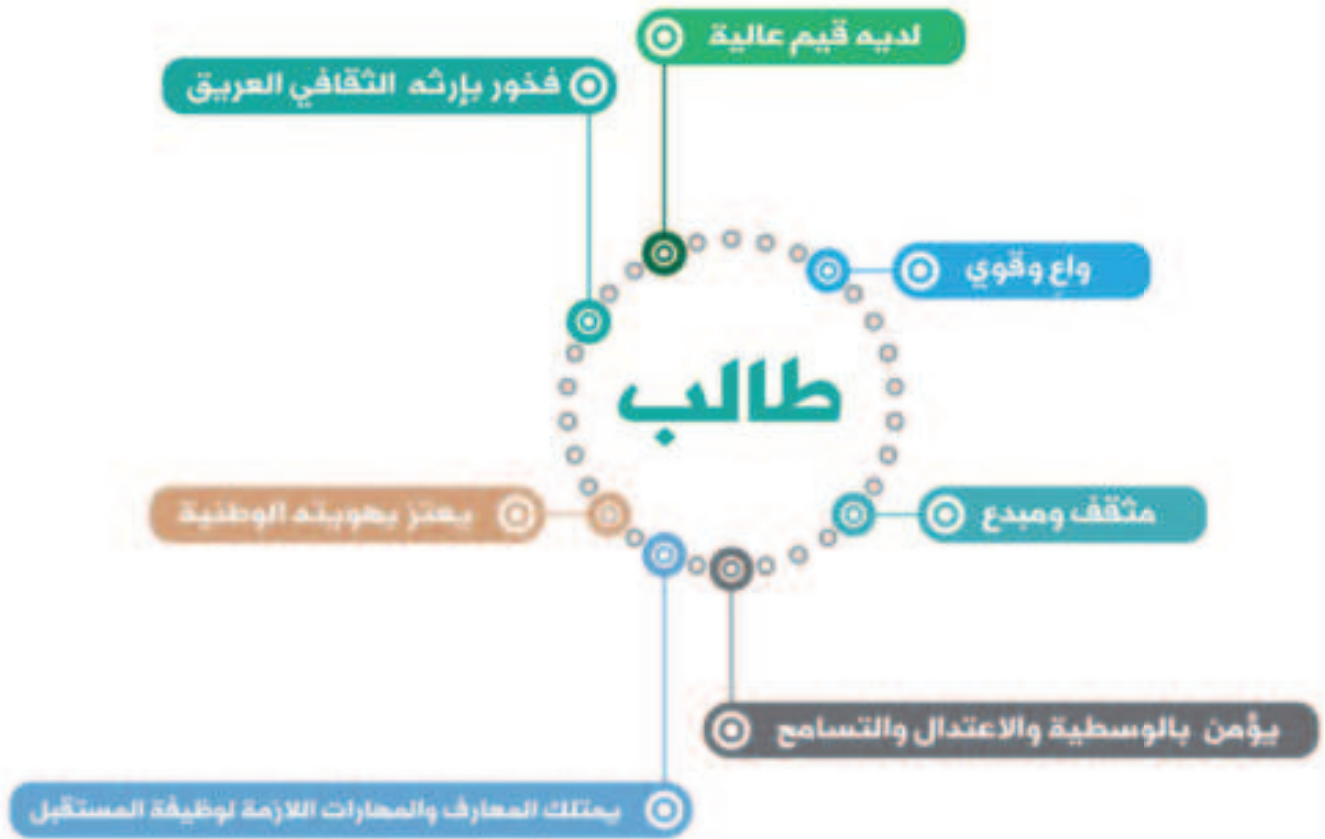 لديه قيم عالية
فخور بإرثه الثقافي العريق
واعٍ وقوي
طالب
يعتز بهويته الوطنية
مثقف ومبدع
يؤمن بالوسطية والاعتدال والتسامح
يمتلك المعارف والمهارات اللازمة لوظيفة المستقبل